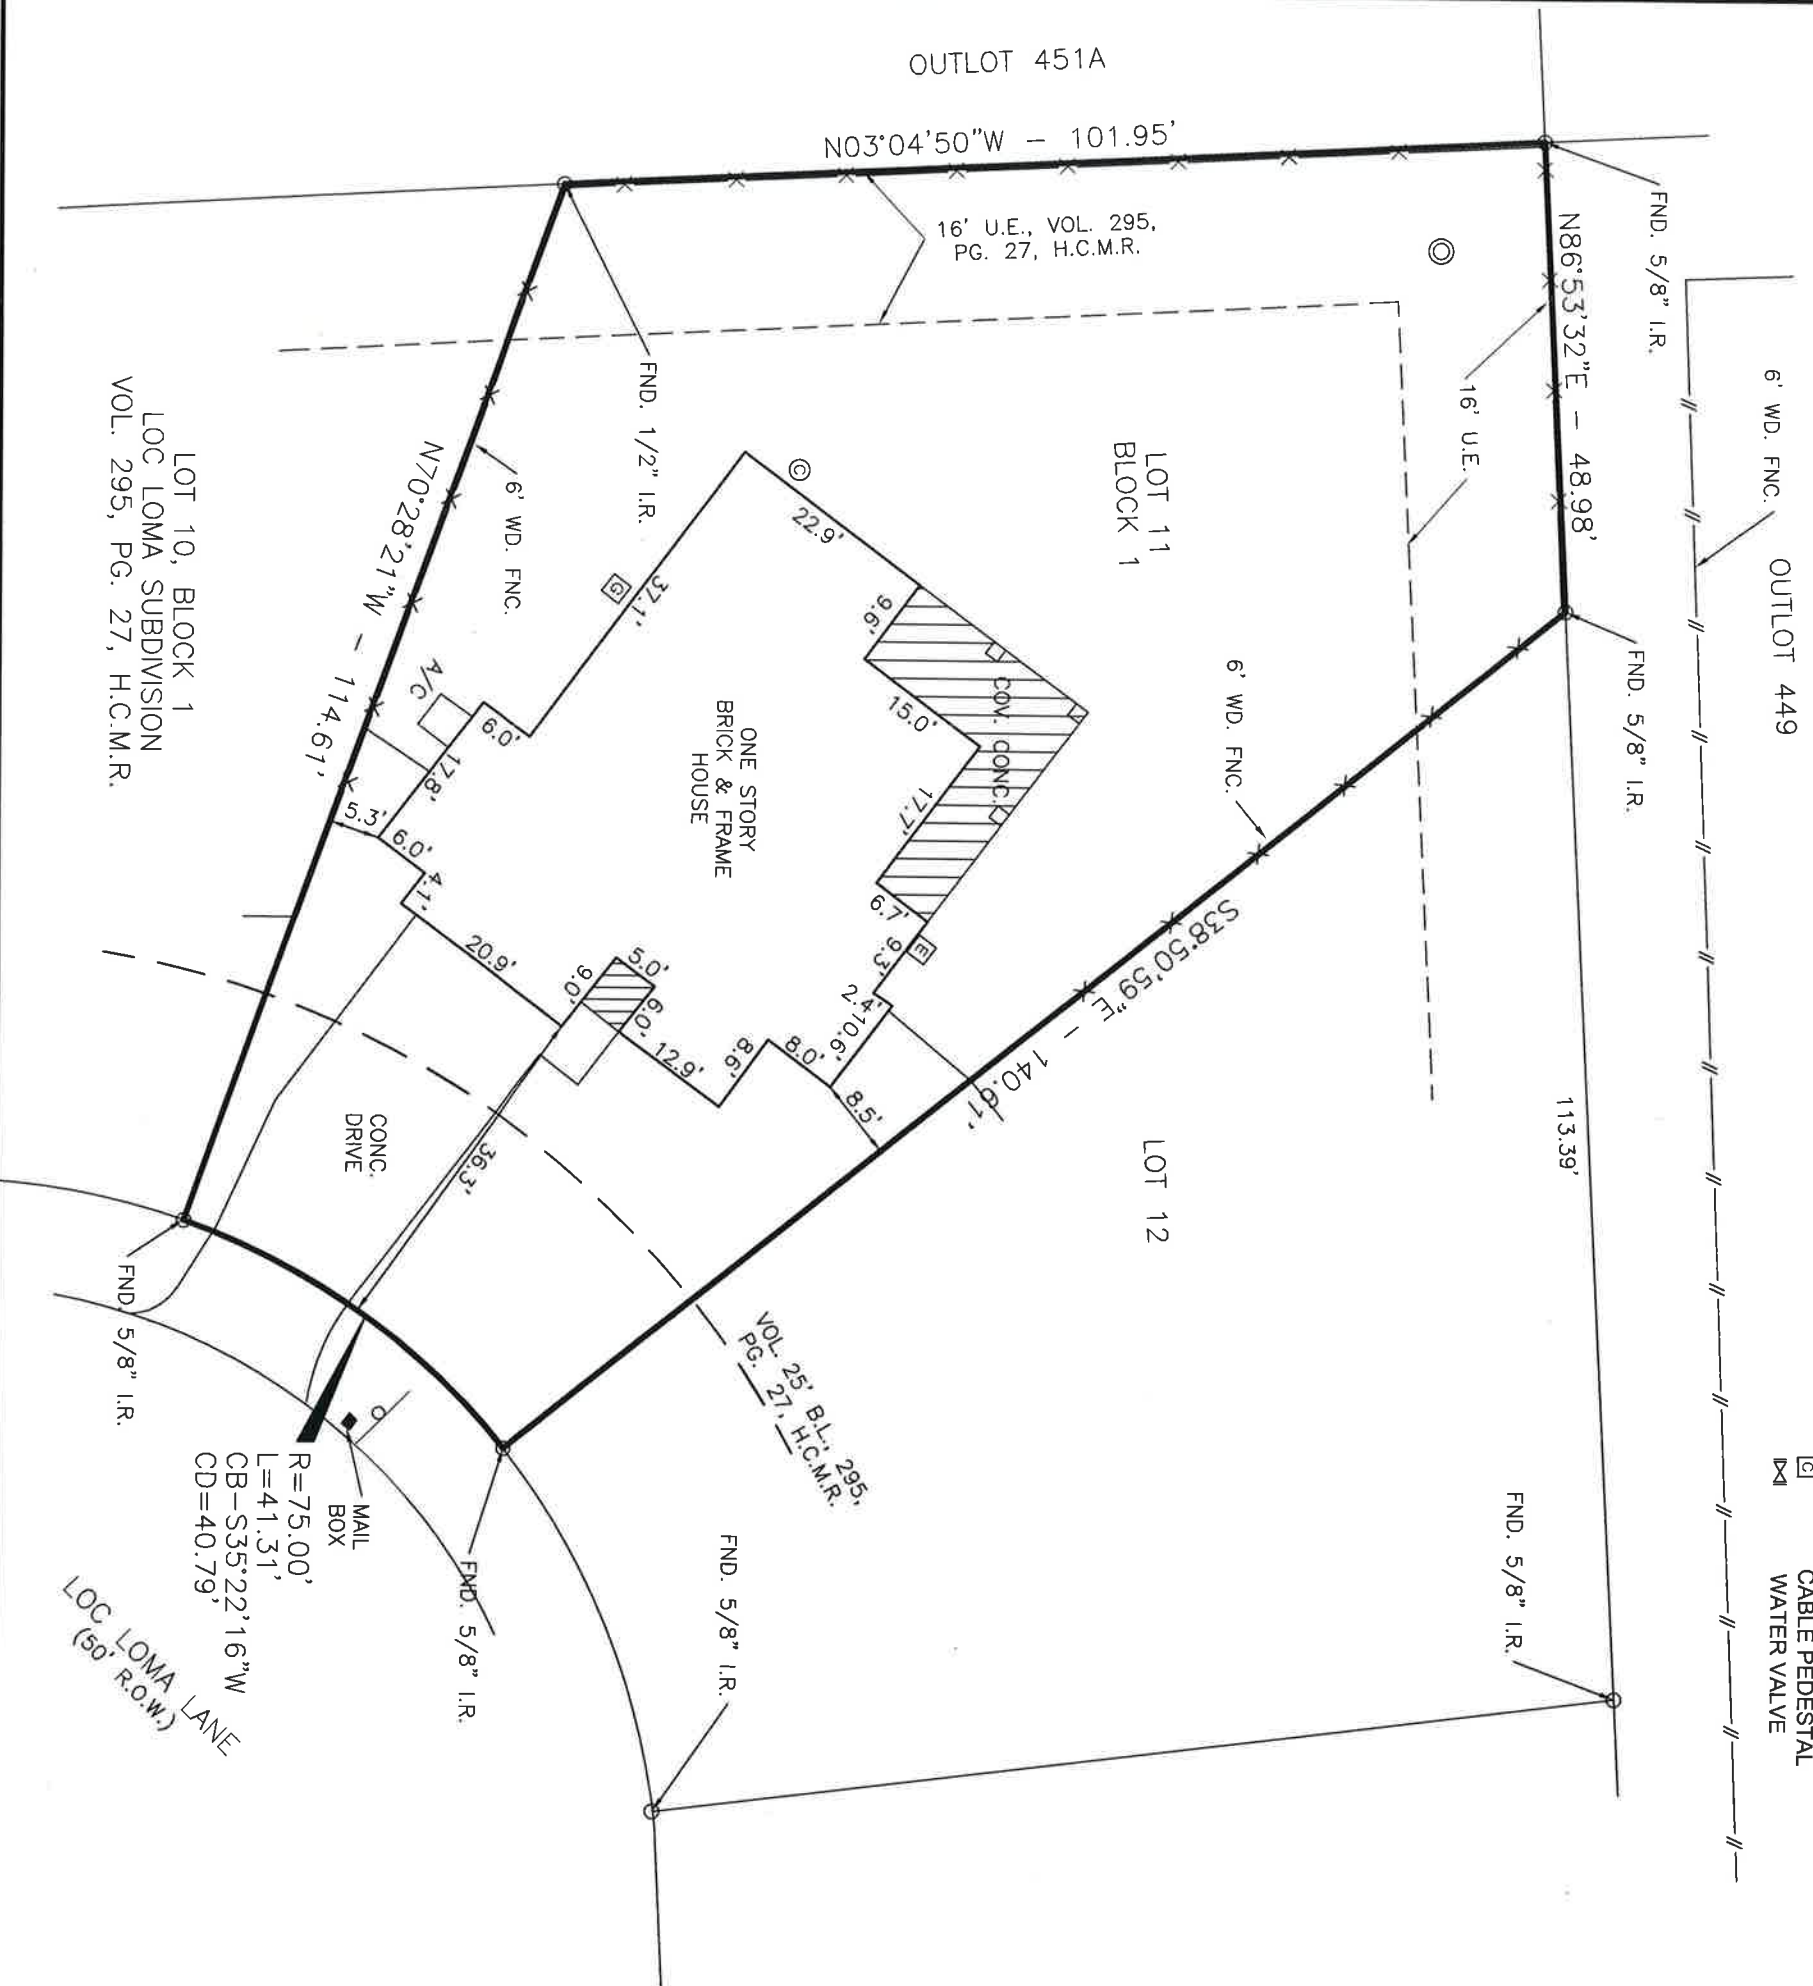 OUTLOT 451A
N03°04'50"W – 101.95'
16' U.E., VOL. 295,
PG. 27, H.C.M.R.
FND. 5/8" I.R.
N86°53'32"E – 48.98'
16' U.E.
6' WD. FNC.
OUTLOT 449
C
CABLE PEDESTAL
WATER VALVE
FND. 5/8" I.R.
113.39'
FND. 1/2" I.R.
LOT 11
BLOCK 1
6' WD. FNC.
S38°50'59"E – 140.61'
LOT 12
C
22.9'
9.6'
15.0'
COV. CONC.
17.7'
6.7'
E
9.3'
2.4'
10.6'
8.5'
8.0'
8.6'
12.9'
6.0'
5.0'
9.0'
20.9'
4.1'
6.0'
5.3'
17.8'
6.0'
A/C
37.1'
G
ONE STORY
BRICK & FRAME
HOUSE
6' WD. FNC.
N70°28'21"W – 114.61'
LOT 10, BLOCK 1
LOC LOMA SUBDIVISION
VOL. 295, PG. 27, H.C.M.R.
CONC.
DRIVE
36.3'
VOL. 25' B.L., 295,
PG. 27, H.C.M.R.
FND. 5/8" I.R.
MAIL
BOX
R=75.00'
L=41.31'
CB–S35°22'16"W
CD=40.79'
FND. 5/8" I.R.
FND. 5/8" I.R.
FND. 5/8" I.R.
LOC LOMA LANE
(50' R.O.W.)